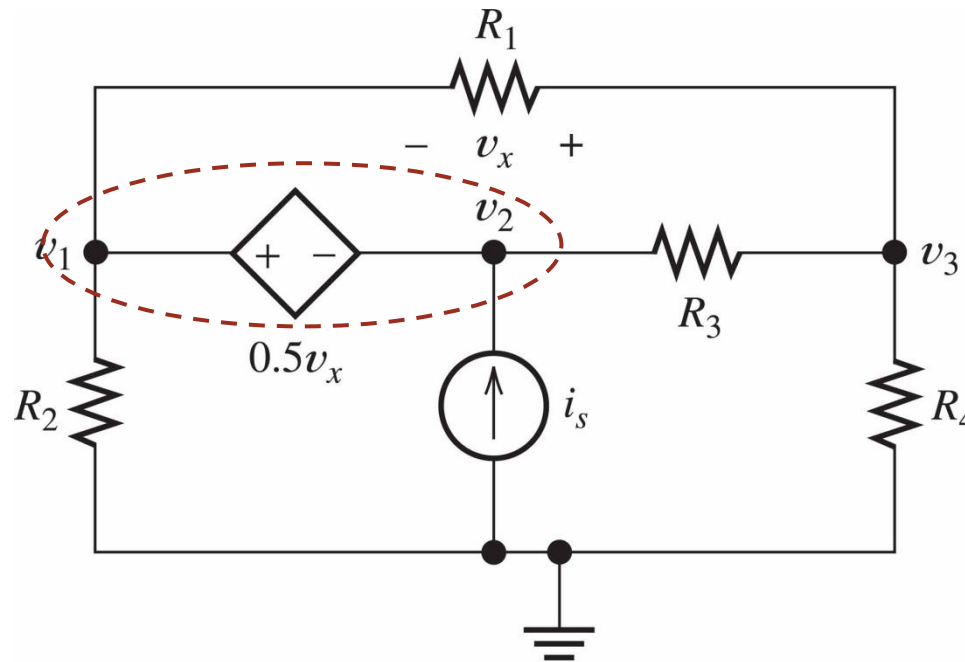 R₁
− vₓ +
v₂
v₁
+ −
v₃
R₃
0.5vₓ
R₂
iₛ
R₄